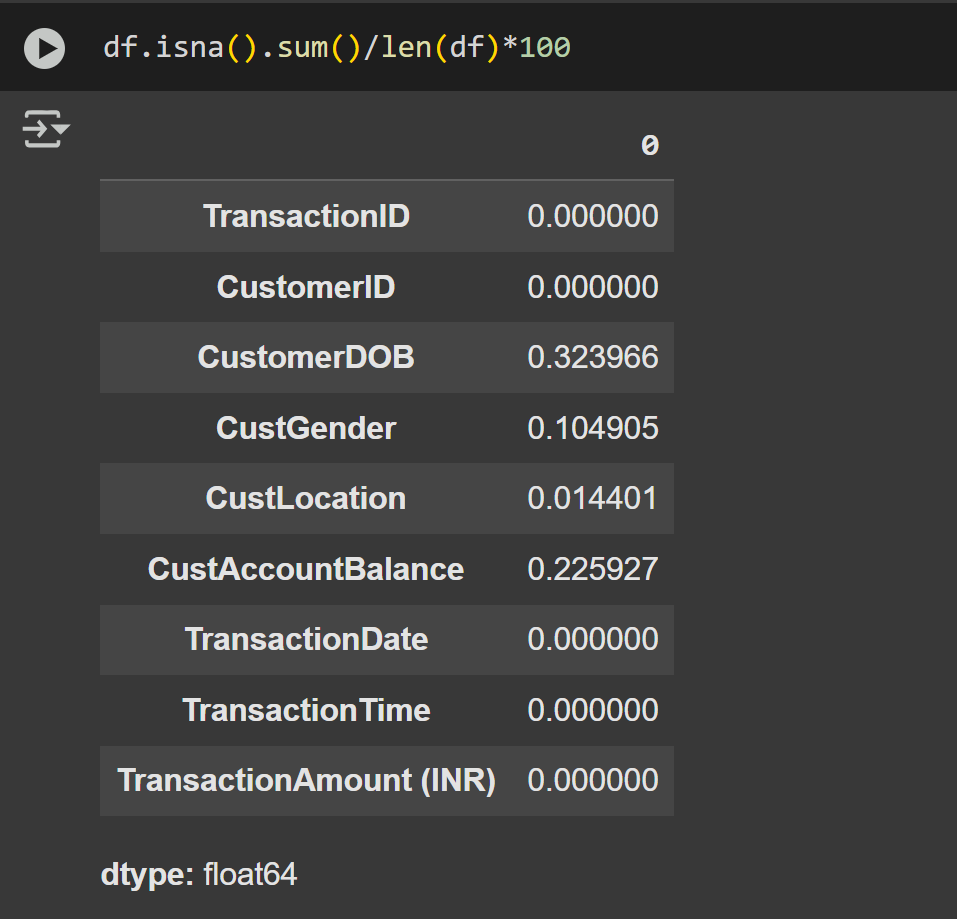 df.isna().sum()/len(df)*100
0
TransactionID 0.000000
CustomerID 0.000000
CustomerDOB 0.323966
CustGender 0.104905
CustLocation 0.014401
CustAccountBalance 0.225927
TransactionDate 0.000000
TransactionTime 0.000000
TransactionAmount (INR) 0.000000
dtype: float64